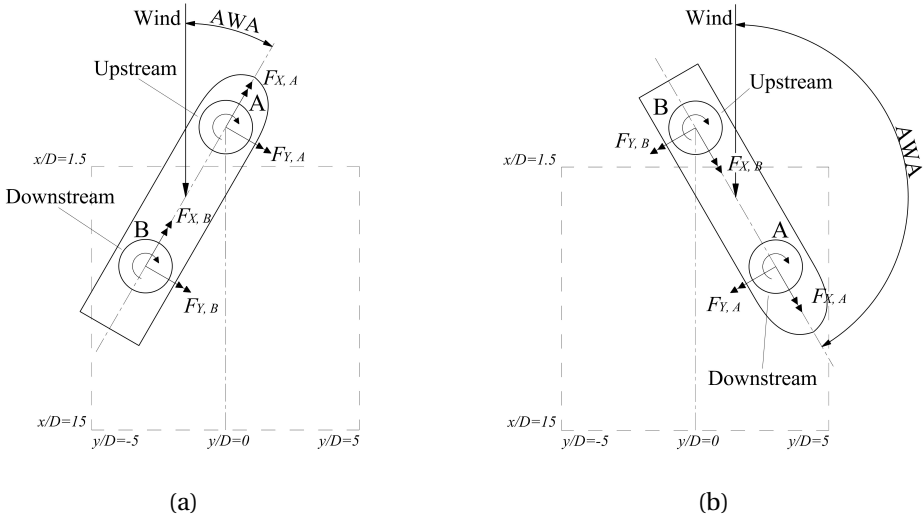 Wind
AWA
Upstream
F_{X, A}
A
F_{Y, A}
x/D=1.5
Downstream
F_{X, B}
B
F_{Y, B}
x/D=15
y/D=-5
y/D=0
y/D=5
(a)
Wind
Upstream
B
F_{Y, B}
AWA
x/D=1.5
F_{X, B}
A
F_{Y, A}
F_{X, A}
Downstream
x/D=15
y/D=-5
y/D=0
y/D=5
(b)